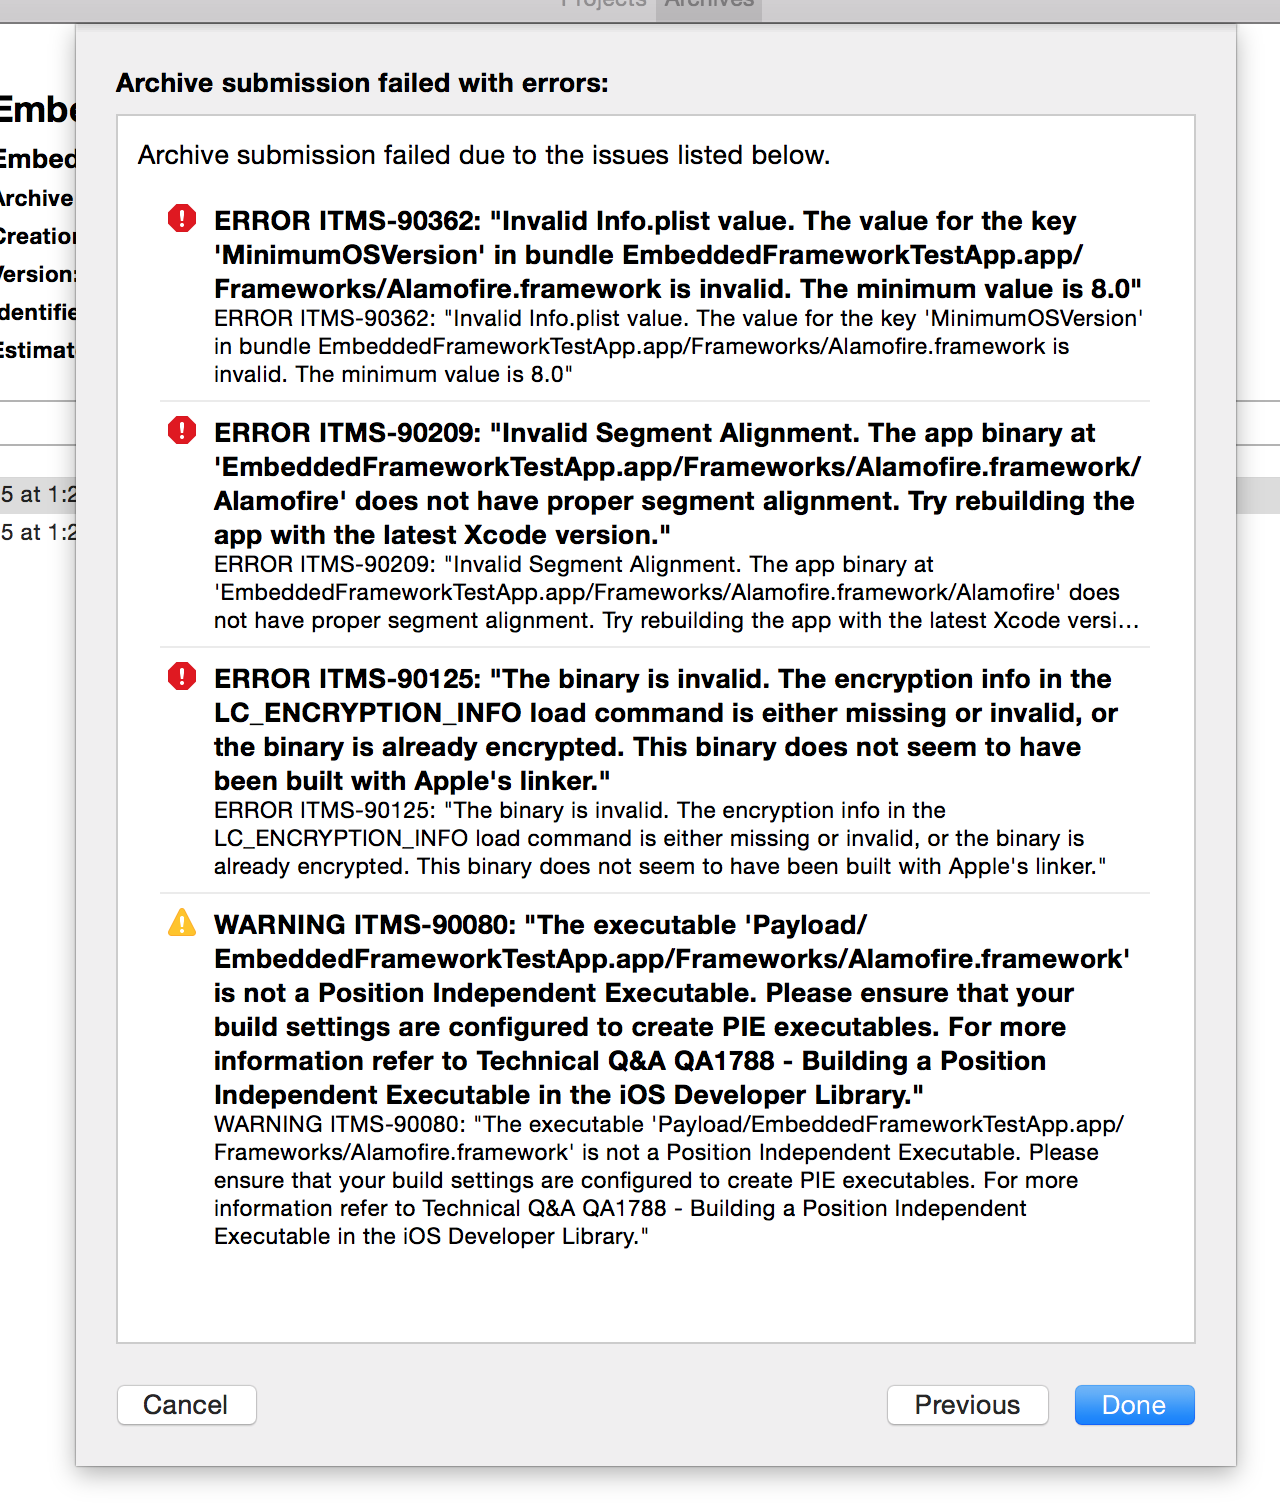 Projects Archives
Archive submission failed with errors:
Archive submission failed due to the issues listed below.
ERROR ITMS-90362: "Invalid Info.plist value. The value for the key
'MinimumOSVersion' in bundle EmbeddedFrameworkTestApp.app/
Frameworks/Alamofire.framework is invalid. The minimum value is 8.0"
ERROR ITMS-90362: "Invalid Info.plist value. The value for the key 'MinimumOSVersion'
in bundle EmbeddedFrameworkTestApp.app/Frameworks/Alamofire.framework is
invalid. The minimum value is 8.0"
ERROR ITMS-90209: "Invalid Segment Alignment. The app binary at
'EmbeddedFrameworkTestApp.app/Frameworks/Alamofire.framework/
Alamofire' does not have proper segment alignment. Try rebuilding the
app with the latest Xcode version."
ERROR ITMS-90209: "Invalid Segment Alignment. The app binary at
'EmbeddedFrameworkTestApp.app/Frameworks/Alamofire.framework/Alamofire' does
not have proper segment alignment. Try rebuilding the app with the latest Xcode versi...
ERROR ITMS-90125: "The binary is invalid. The encryption info in the
LC_ENCRYPTION_INFO load command is either missing or invalid, or
the binary is already encrypted. This binary does not seem to have
been built with Apple's linker."
ERROR ITMS-90125: "The binary is invalid. The encryption info in the
LC_ENCRYPTION_INFO load command is either missing or invalid, or the binary is
already encrypted. This binary does not seem to have been built with Apple's linker."
WARNING ITMS-90080: "The executable 'Payload/
EmbeddedFrameworkTestApp.app/Frameworks/Alamofire.framework'
is not a Position Independent Executable. Please ensure that your
build settings are configured to create PIE executables. For more
information refer to Technical Q&A QA1788 - Building a Position
Independent Executable in the iOS Developer Library."
WARNING ITMS-90080: "The executable 'Payload/EmbeddedFrameworkTestApp.app/
Frameworks/Alamofire.framework' is not a Position Independent Executable. Please
ensure that your build settings are configured to create PIE executables. For more
information refer to Technical Q&A QA1788 - Building a Position Independent
Executable in the iOS Developer Library."
Cancel
Previous
Done
Embe
Embed
Archive
Creation
Version:
dentifie
Estimat
5 at 1:2
5 at 1:2